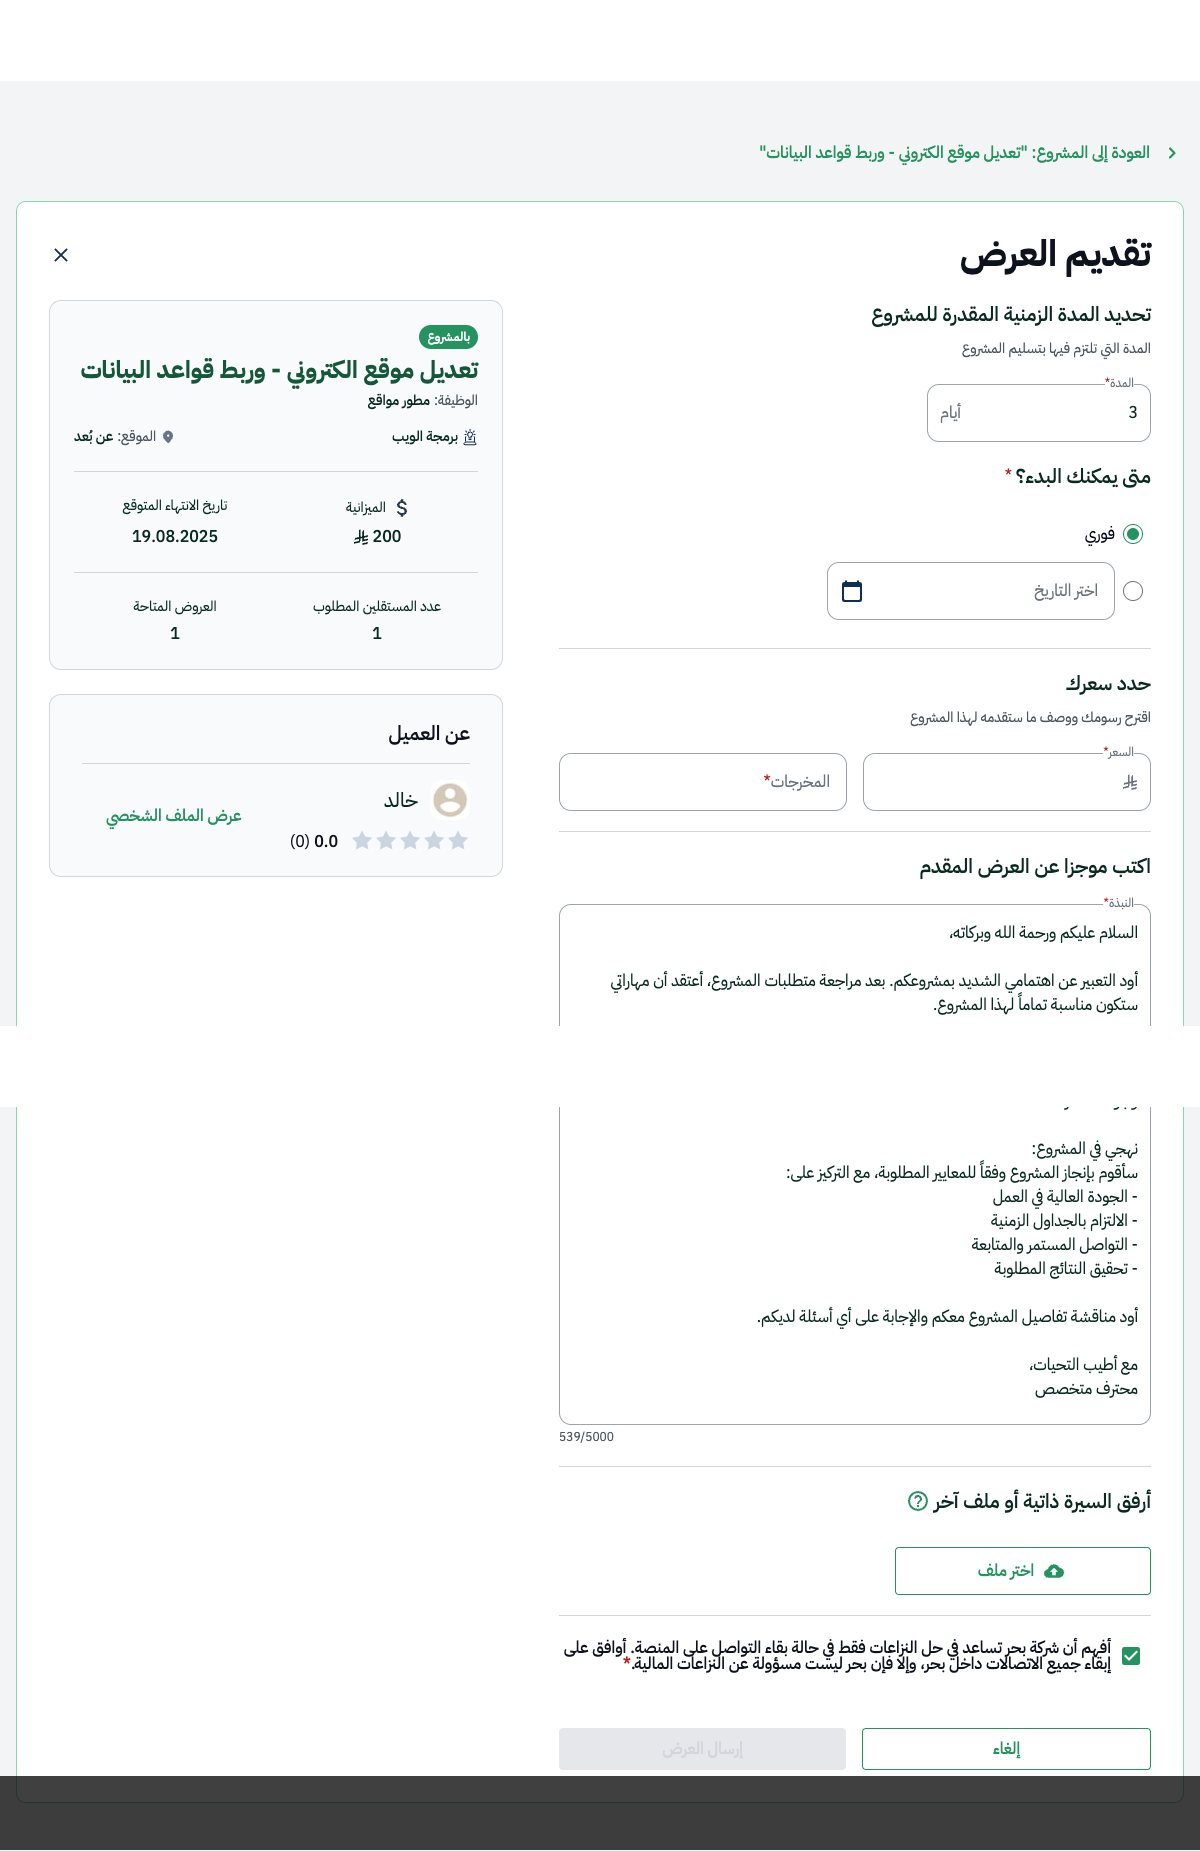 العودة إلى المشروع: "تعديل موقع الكتروني - وربط قواعد البيانات"
تقديم العرض
تحديد المدة الزمنية المقدرة للمشروع
المدة التي تلتزم فيها بتسليم المشروع
المدة*
3
أيام
متى يمكنك البدء؟ *
فوري
اختر التاريخ
حدد سعرك
اقترح رسومك ووصف ما ستقدمه لهذا المشروع
السعر*
المخرجات*
اكتب موجزا عن العرض المقدم
النبذة*
السلام عليكم ورحمة الله وبركاته،
أود التعبير عن اهتمامي الشديد بمشروعكم. بعد مراجعة متطلبات المشروع، أعتقد أن مهاراتي
ستكون مناسبة تماماً لهذا المشروع.
نهجي في المشروع:
سأقوم بإنجاز المشروع وفقاً للمعايير المطلوبة، مع التركيز على:
- الجودة العالية في العمل
- الالتزام بالجداول الزمنية
- التواصل المستمر والمتابعة
- تحقيق النتائج المطلوبة
أود مناقشة تفاصيل المشروع معكم والإجابة على أي أسئلة لديكم.
مع أطيب التحيات،
محترف متخصص
539/5000
أرفق السيرة ذاتية أو ملف آخر
اختر ملف
أفهم أن شركة بحر تساعد في حل النزاعات فقط في حالة بقاء التواصل على المنصة. أوافق على
إبقاء جميع الاتصالات داخل بحر، وإلا فإن بحر ليست مسؤولة عن النزاعات المالية.*
إلغاء
إرسال العرض
بالمشروع
تعديل موقع الكتروني - وربط قواعد البيانات
الوظيفة: مطور مواقع
برمجة الويب
الموقع: عن بُعد
الميزانية
200
تاريخ الانتهاء المتوقع
19.08.2025
عدد المستقلين المطلوب
1
العروض المتاحة
1
عن العميل
خالد
0.0 (0)
عرض الملف الشخصي